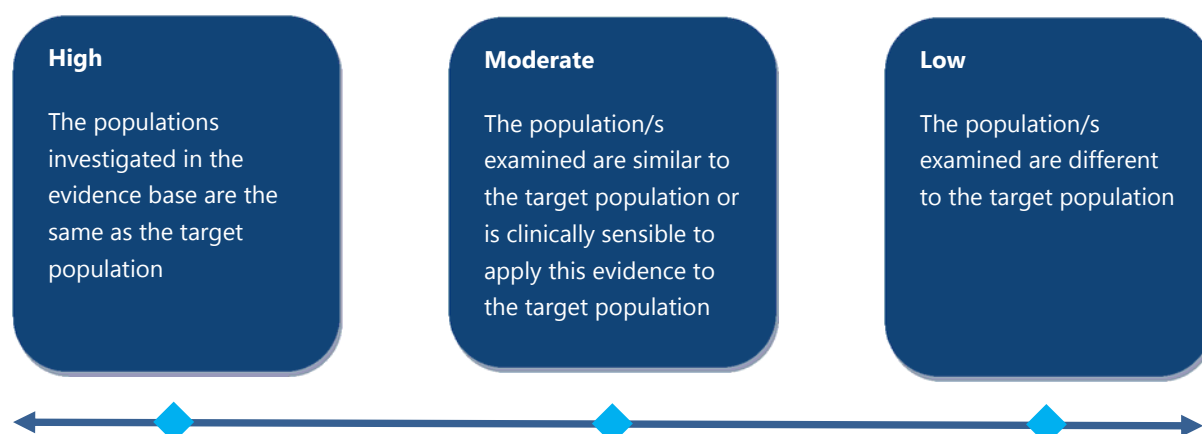 High
The populations
investigated in the
evidence base are the
same as the target
population
Moderate
The population/s
examined are similar to
the target population or
is clinically sensible to
apply this evidence to
the target population
Low
The population/s
examined are different
to the target population